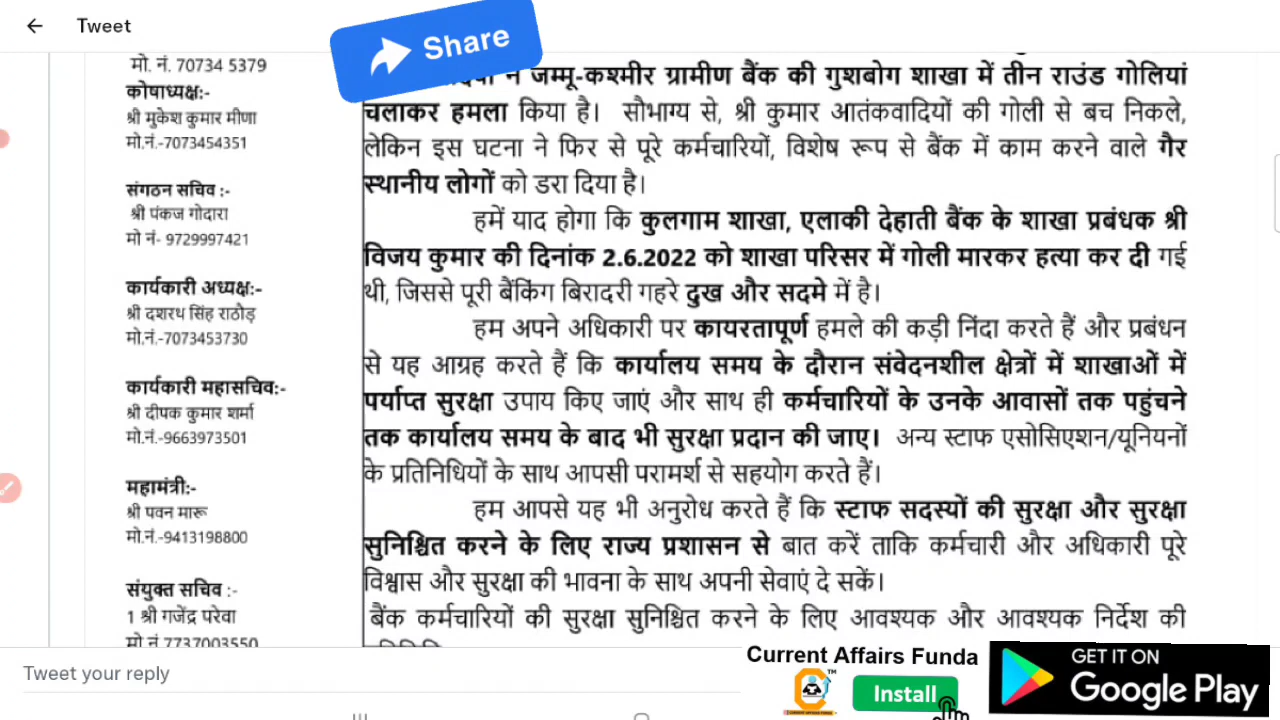 Tweet
Share
मो. नं. 70734 5379
कोषाध्यक्ष:-
श्री मुकेश कुमार मीणा
मो.नं.-7073454351
संगठन सचिव :-
श्री पंकज गोदारा
मो नं- 9729997421
कार्यकारी अध्यक्ष:-
श्री दशरथ सिंह राठौड़
मो.नं.-7073453730
कार्यकारी महासचिव:-
श्री दीपक कुमार शर्मा
मो.नं.-9663973501
महामंत्री:-
श्री पवन मारू
मो.नं.-9413198800
संयुक्त सचिव :-
1 श्री गजेंद्र परेवा
मो नं 7737003550
ने जम्मू-कश्मीर ग्रामीण बैंक की गुशबोग शाखा में तीन राउंड गोलियां
चलाकर हमला किया है। सौभाग्य से, श्री कुमार आतंकवादियों की गोली से बच निकले,
लेकिन इस घटना ने फिर से पूरे कर्मचारियों, विशेष रूप से बैंक में काम करने वाले गैर
स्थानीय लोगों को डरा दिया है।
हमें याद होगा कि कुलगाम शाखा, एलाकी देहाती बैंक के शाखा प्रबंधक श्री
विजय कुमार की दिनांक 2.6.2022 को शाखा परिसर में गोली मारकर हत्या कर दी गई
थी, जिससे पूरी बैंकिंग बिरादरी गहरे दुख और सदमे में है।
हम अपने अधिकारी पर कायरतापूर्ण हमले की कड़ी निंदा करते हैं और प्रबंधन
से यह आग्रह करते हैं कि कार्यालय समय के दौरान संवेदनशील क्षेत्रों में शाखाओं में
पर्याप्त सुरक्षा उपाय किए जाएं और साथ ही कर्मचारियों के उनके आवासों तक पहुंचने
तक कार्यालय समय के बाद भी सुरक्षा प्रदान की जाए। अन्य स्टाफ एसोसिएशन/यूनियनों
के प्रतिनिधियों के साथ आपसी परामर्श से सहयोग करते हैं।
हम आपसे यह भी अनुरोध करते हैं कि स्टाफ सदस्यों की सुरक्षा और सुरक्षा
सुनिश्चित करने के लिए राज्य प्रशासन से बात करें ताकि कर्मचारी और अधिकारी पूरे
विश्वास और सुरक्षा की भावना के साथ अपनी सेवाएं दे सकें।
बैंक कर्मचारियों की सुरक्षा सुनिश्चित करने के लिए आवश्यक और आवश्यक निर्देश की
Tweet your reply
Current Affairs Funda
Install
GET IT ON
Google Play